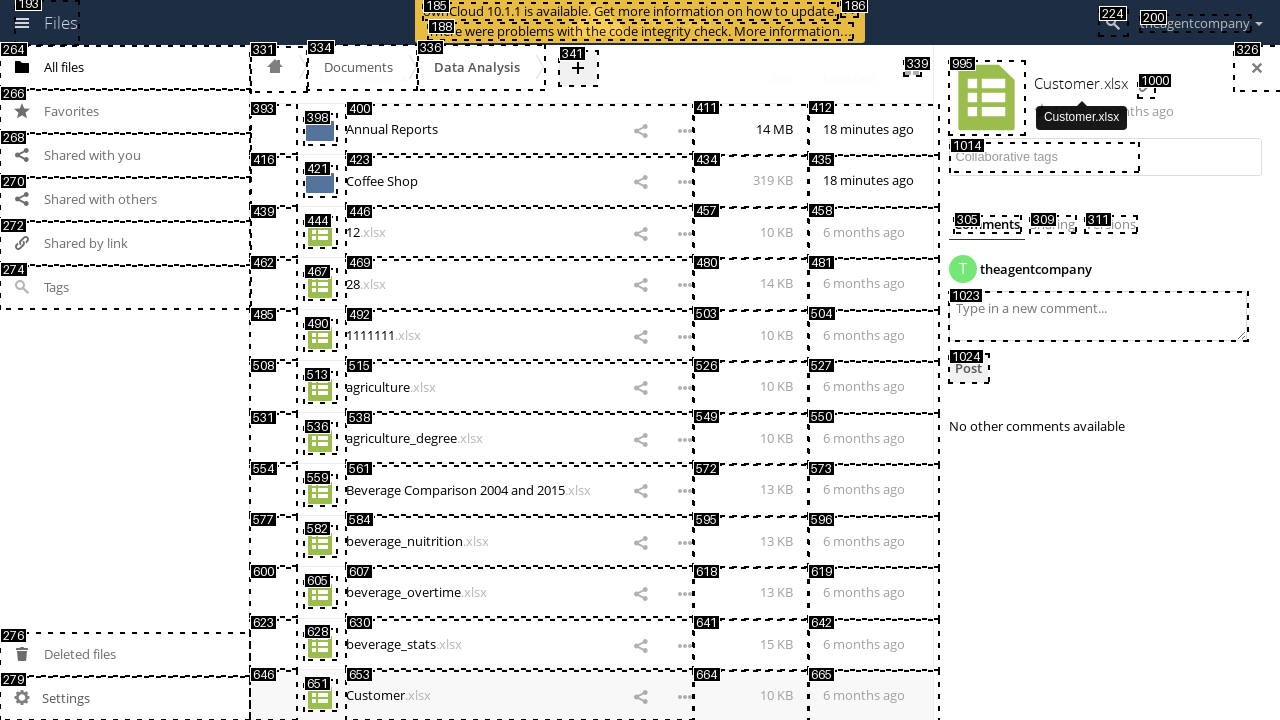 193
Files
185
ownCloud 10.1.1 is available. Get more information on how to update.
186
188
There were problems with the code integrity check. More information…
224
200
theagentcompany
264
All files
266
Favorites
268
Shared with you
270
Shared with others
272
Shared by link
274
Tags
276
Deleted files
279
Settings
331
334
Documents
336
Data Analysis
341
+
339
326
×
393
398
400
Annual Reports
411
14 MB
412
18 minutes ago
416
421
423
Coffee Shop
434
319 KB
435
18 minutes ago
439
444
446
12.xlsx
457
10 KB
458
6 months ago
462
467
469
28.xlsx
480
14 KB
481
6 months ago
485
490
492
1111111.xlsx
503
10 KB
504
6 months ago
508
513
515
agriculture.xlsx
526
10 KB
527
6 months ago
531
536
538
agriculture_degree.xlsx
549
10 KB
550
6 months ago
554
559
561
Beverage Comparison 2004 and 2015.xlsx
572
13 KB
573
6 months ago
577
582
584
beverage_nuitrition.xlsx
595
13 KB
596
6 months ago
600
605
607
beverage_overtime.xlsx
618
13 KB
619
6 months ago
623
628
630
beverage_stats.xlsx
641
15 KB
642
6 months ago
646
651
653
Customer.xlsx
664
10 KB
665
6 months ago
995
Customer.xlsx
1000
months ago
Customer.xlsx
1014
Collaborative tags
305
Comments
309
Sharing
311
Versions
T
theagentcompany
1023
Type in a new comment...
1024
Post
No other comments available